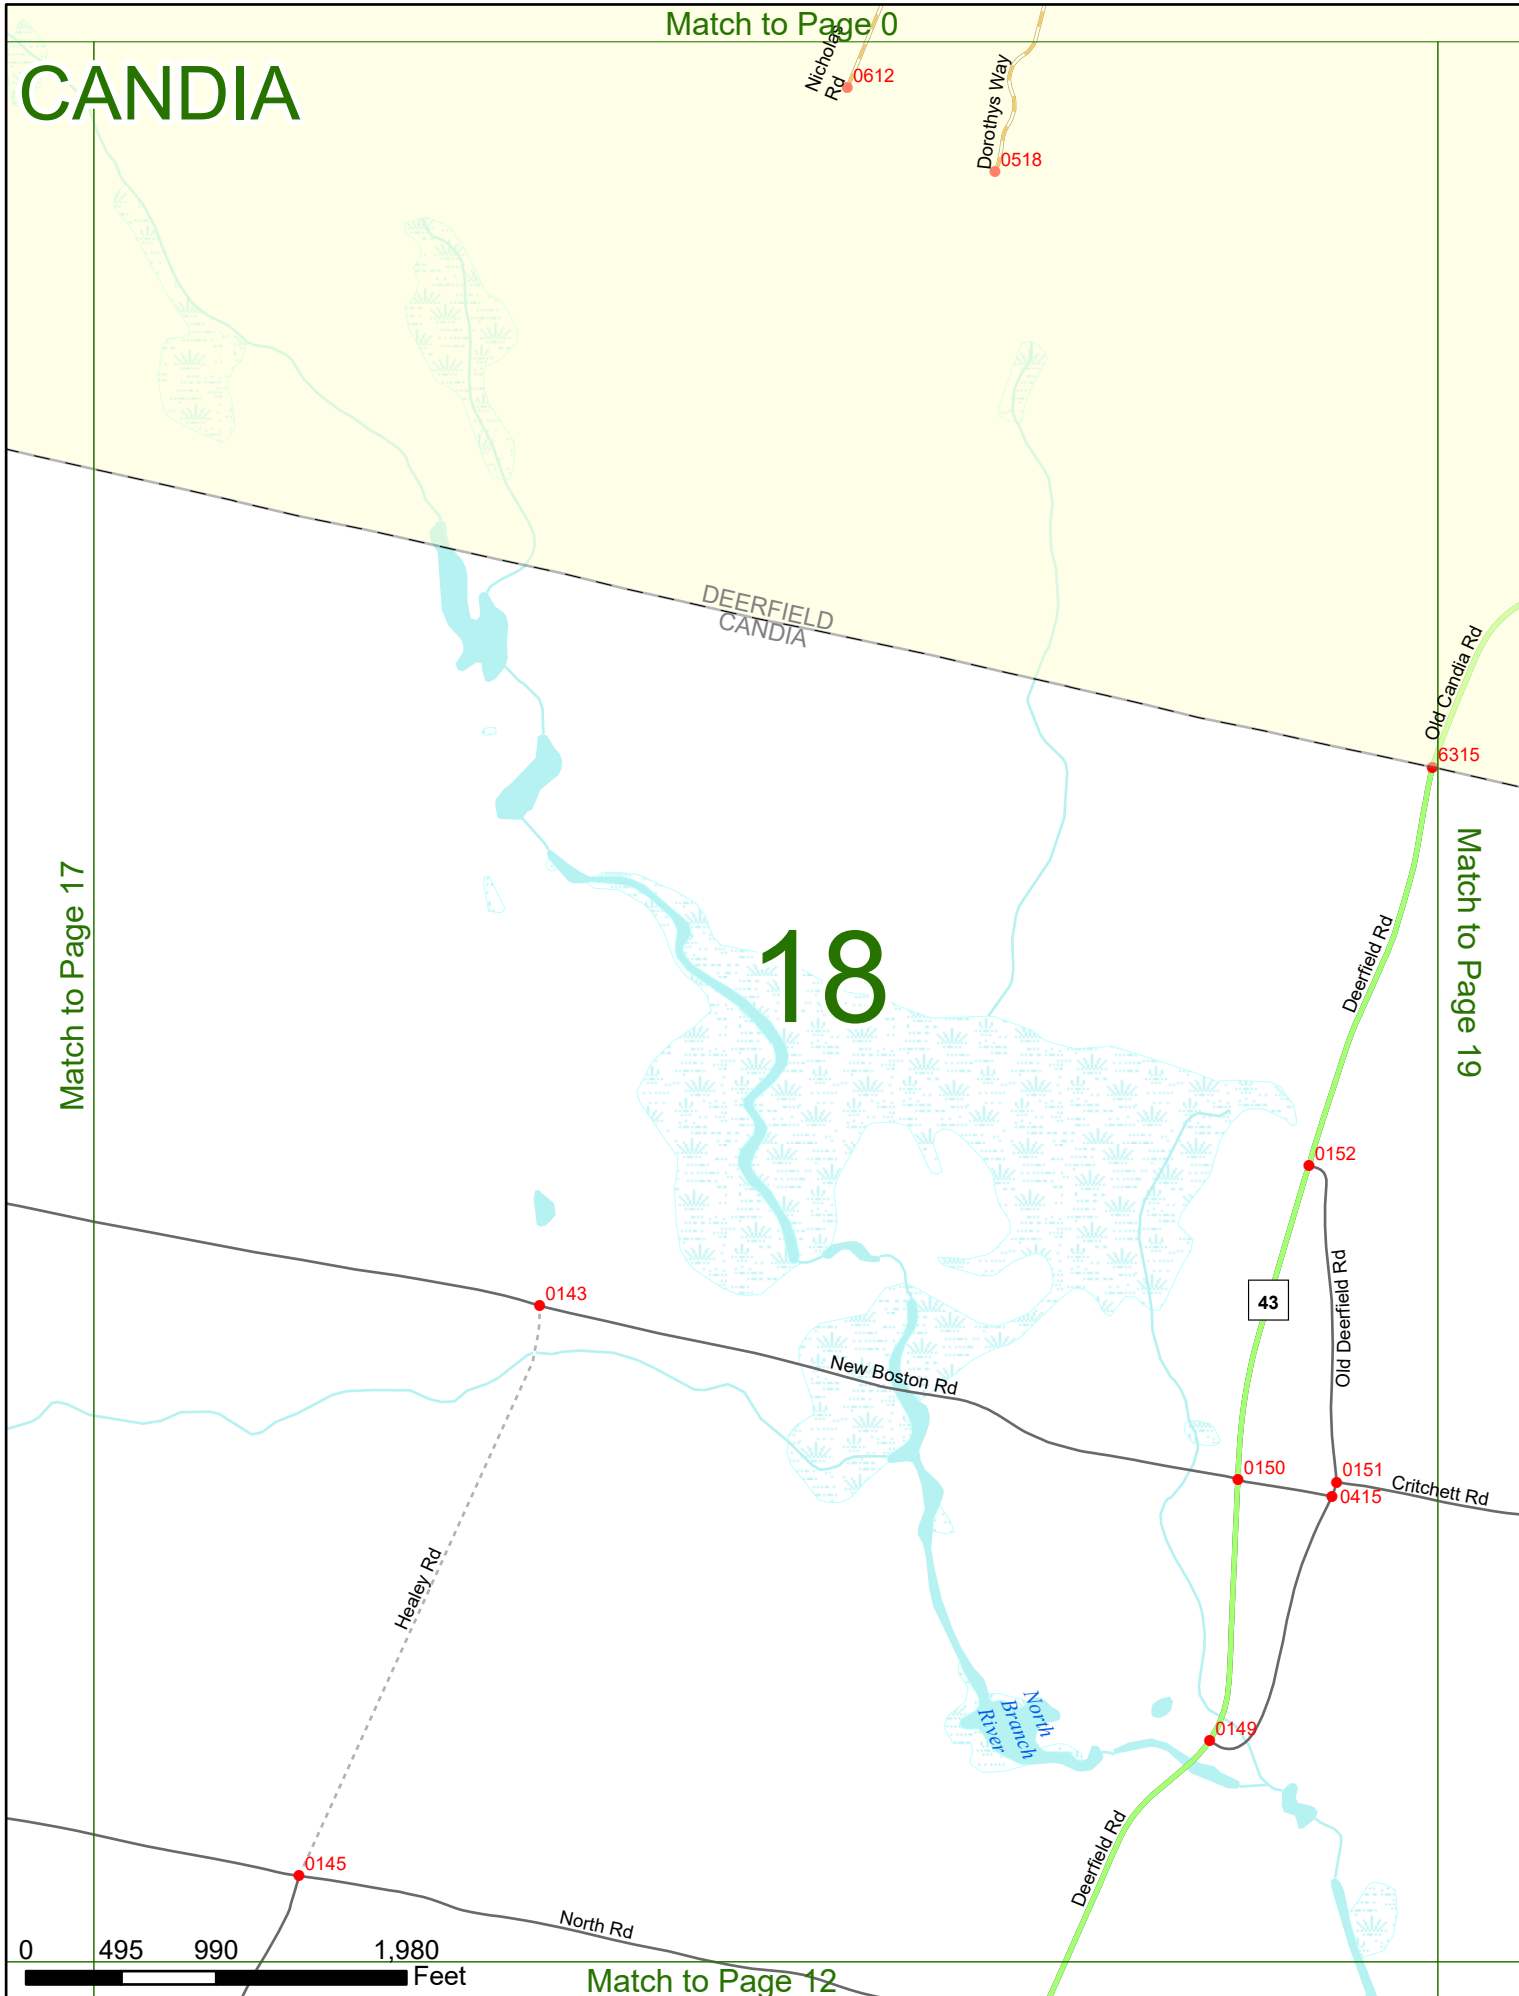 Match to Page 0
CANDIA
Nicholas
Rd
0612
Dorothys Way
0518
DEERFIELD
CANDIA
Old Candia Rd
6315
Match to Page 17
Match to Page 19
18
Deerfield Rd
0152
0143
43
Old Deerfield Rd
New Boston Rd
0150
0151
0415
Critchett Rd
Healey Rd
North
Branch
River
0149
Deerfield Rd
0145
North Rd
0 495 990 1,980
Feet
Match to Page 12